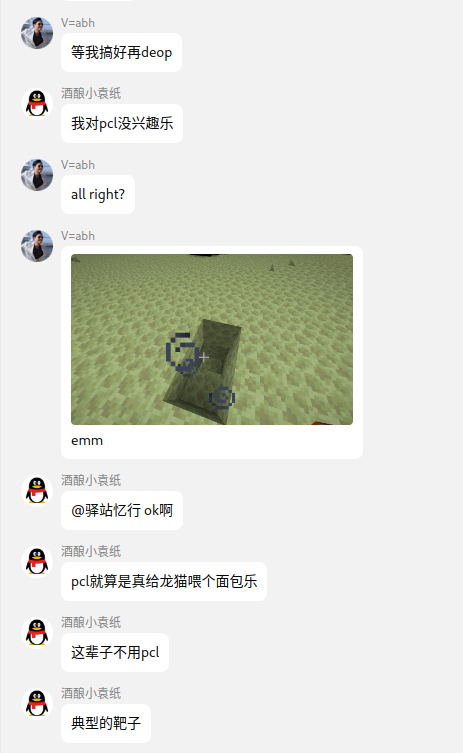 V=abh
等我搞好再deop
酒酿小袁纸
我对pcl没兴趣乐
V=abh
all right?
V=abh
emm
酒酿小袁纸
@驿站忆行 ok啊
酒酿小袁纸
pcl就算是真给龙猫喂个面包乐
酒酿小袁纸
这辈子不用pcl
酒酿小袁纸
典型的靶子